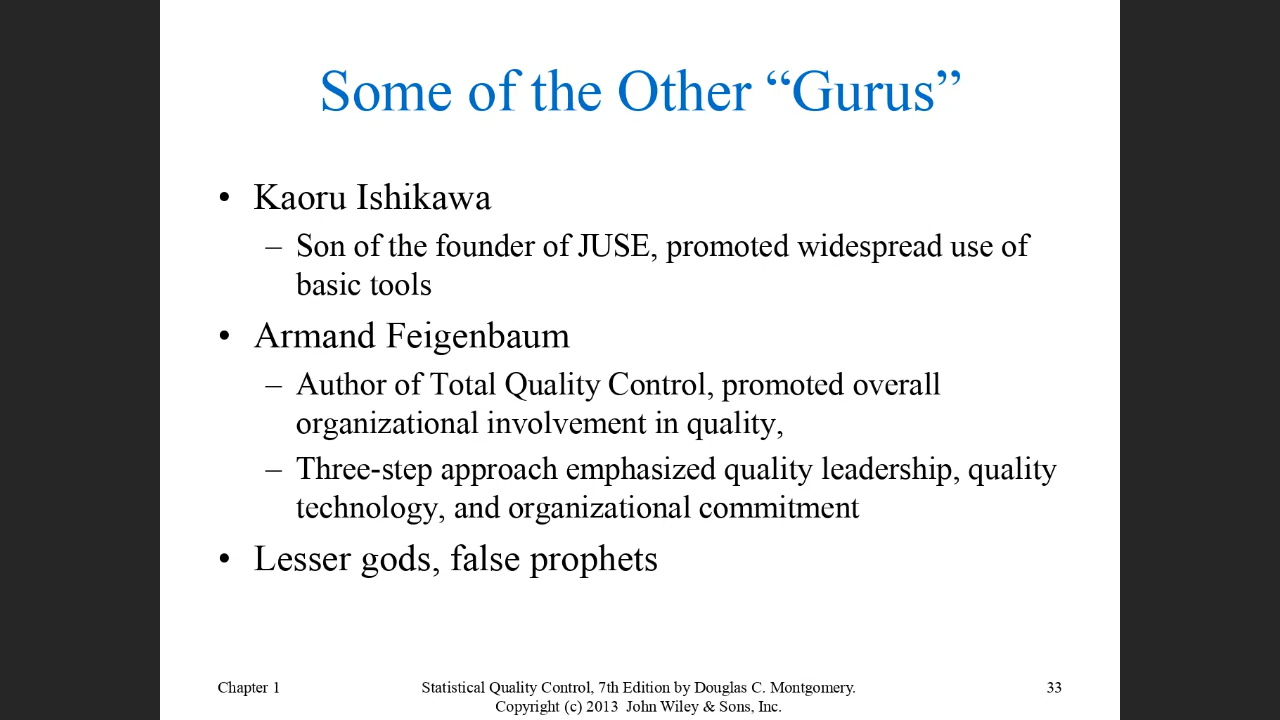 Some of the Other “Gurus”
• Kaoru Ishikawa
– Son of the founder of JUSE, promoted widespread use of
basic tools
• Armand Feigenbaum
– Author of Total Quality Control, promoted overall
organizational involvement in quality,
– Three-step approach emphasized quality leadership, quality
technology, and organizational commitment
• Lesser gods, false prophets
Chapter 1
Statistical Quality Control, 7th Edition by Douglas C. Montgomery.
Copyright (c) 2013 John Wiley & Sons, Inc.
33